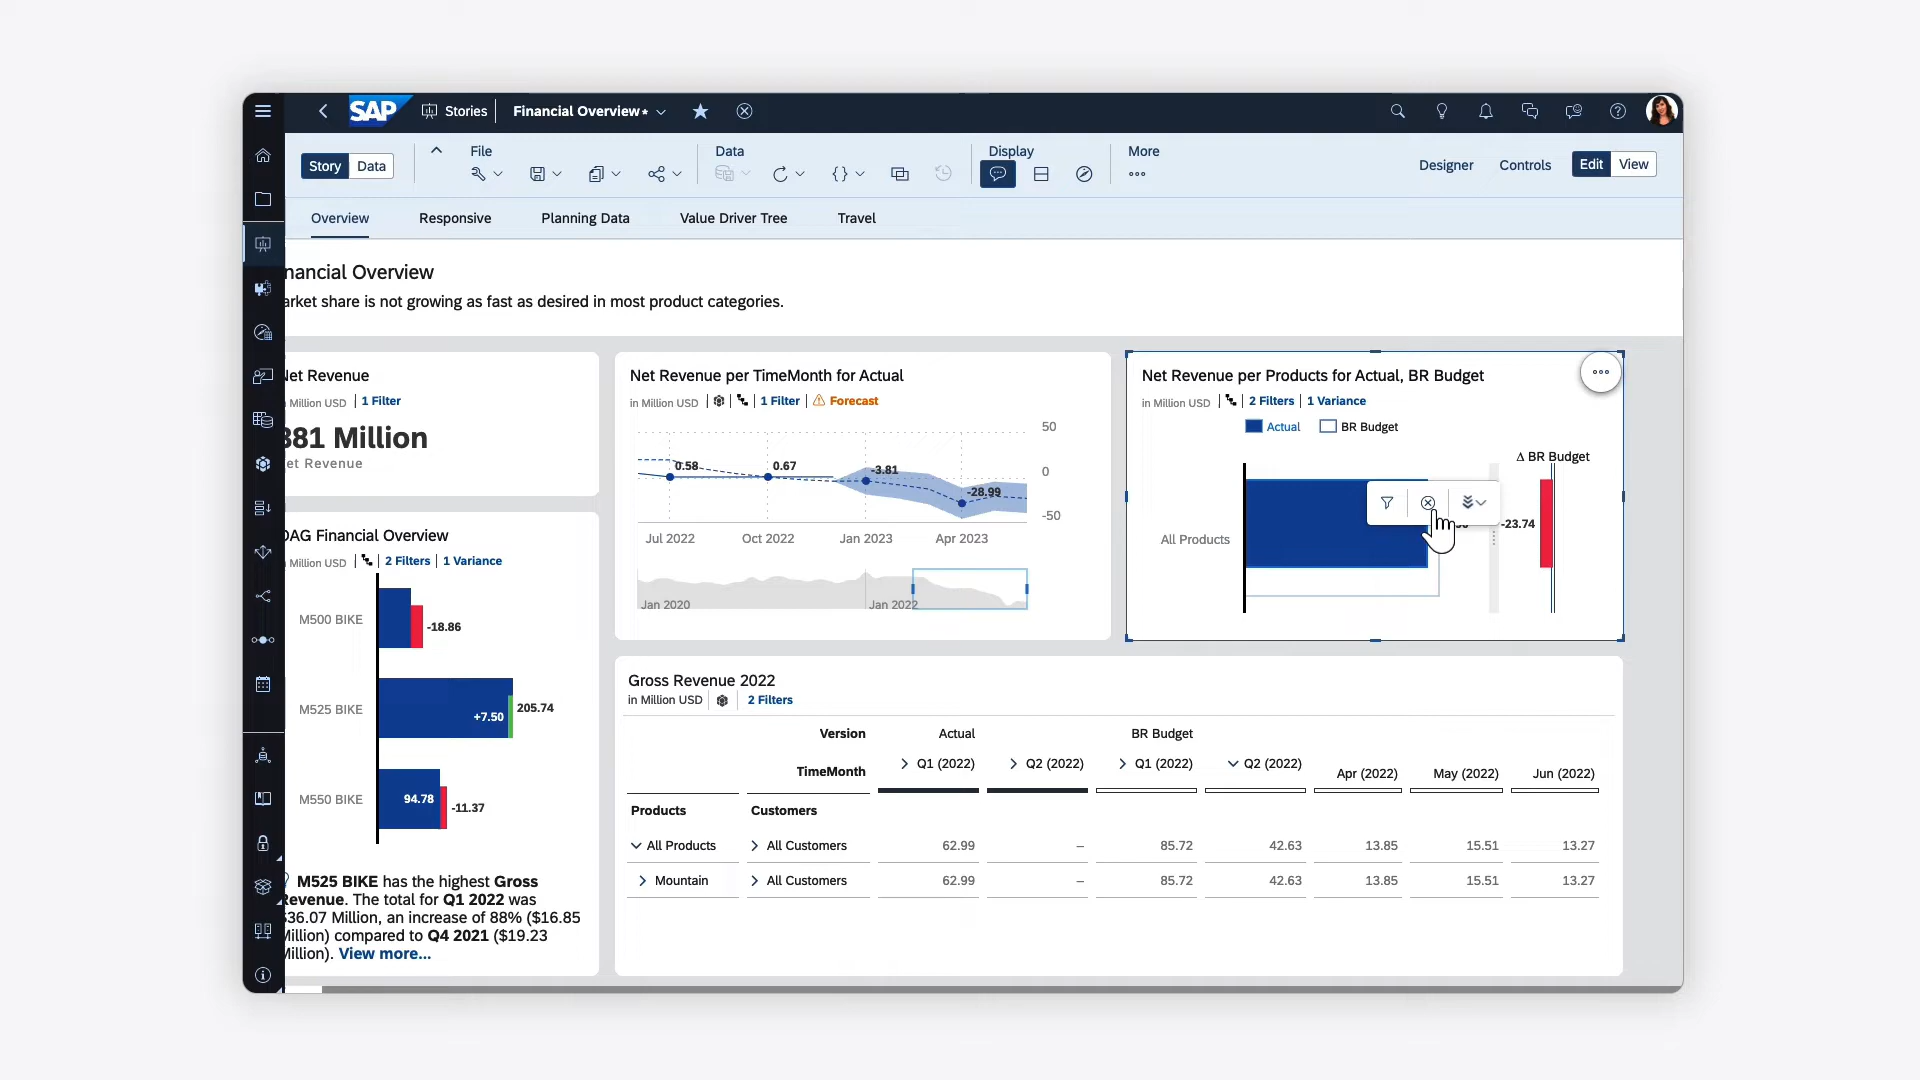 SAP
Stories
Financial Overview*
Story
Data
File
Data
Display
More
Designer
Controls
Edit
View
Overview
Responsive
Planning Data
Value Driver Tree
Travel
nancial Overview
arket share is not growing as fast as desired in most product categories.
Net Revenue
Million USD
1 Filter
381 Million
et Revenue
OAG Financial Overview
Million USD
2 Filters
1 Variance
M500 BIKE
-18.86
M525 BIKE
+7.50
205.74
M550 BIKE
94.78
-11.37
M525 BIKE has the highest Gross
Revenue. The total for Q1 2022 was
$36.07 Million, an increase of 88% ($16.85
Million) compared to Q4 2021 ($19.23
Million). View more...
Net Revenue per TimeMonth for Actual
in Million USD
1 Filter
Forecast
50
0
-50
0.58
0.67
-3.81
-28.99
Jul 2022
Oct 2022
Jan 2023
Apr 2023
Jan 2020
Jan 2022
Net Revenue per Products for Actual, BR Budget
in Million USD
2 Filters
1 Variance
Actual
BR Budget
Δ BR Budget
All Products
-23.74
Gross Revenue 2022
in Million USD
2 Filters
Version
Actual
BR Budget
TimeMonth
Q1 (2022)
Q2 (2022)
Q1 (2022)
Q2 (2022)
Apr (2022)
May (2022)
Jun (2022)
Products
Customers
All Products
All Customers
62.99
–
85.72
42.63
13.85
15.51
13.27
Mountain
All Customers
62.99
–
85.72
42.63
13.85
15.51
13.27